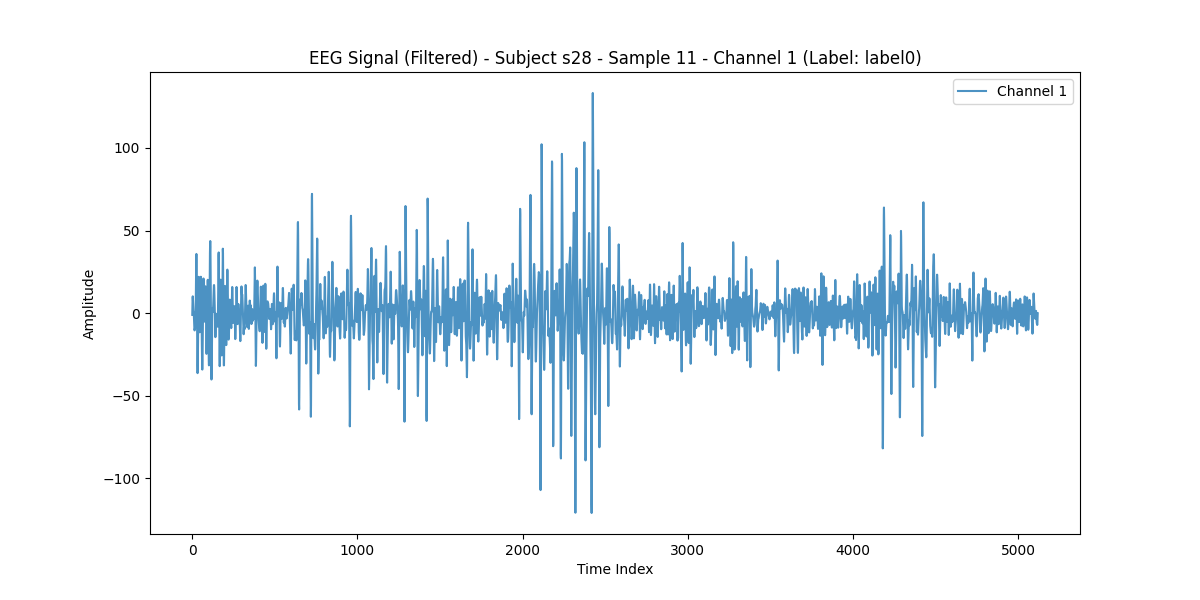 EEG Signal (Filtered) - Subject s28 - Sample 11 - Channel 1 (Label: label0)
Channel 1
Amplitude
100
50
0
−50
−100
0 1000 2000 3000 4000 5000
Time Index